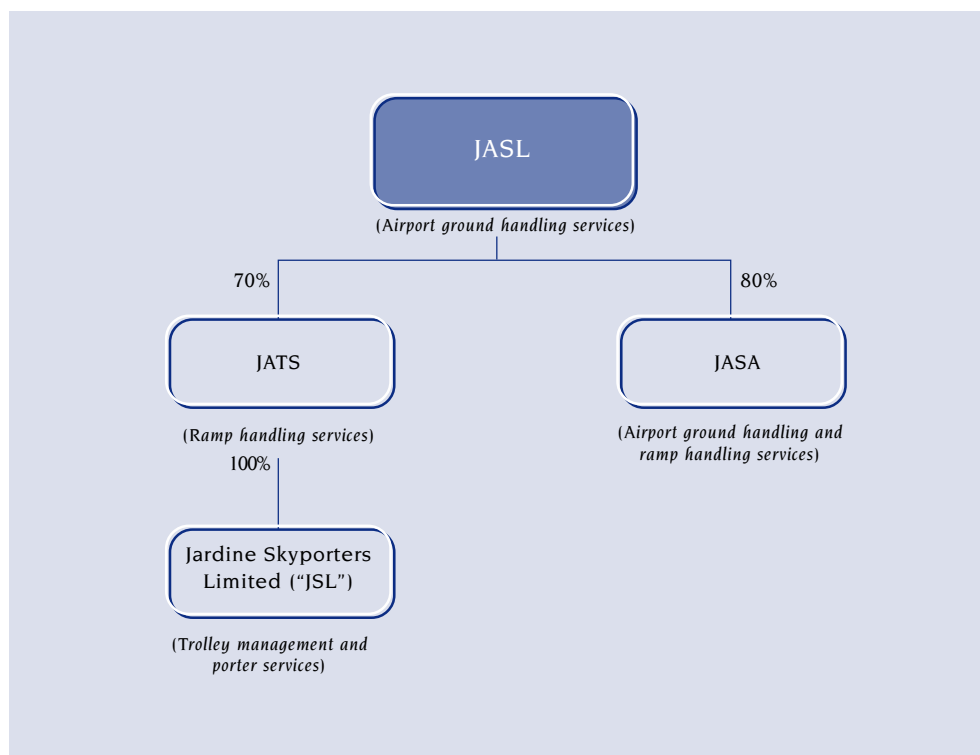 JASL
(Airport ground handling services)
70%
80%
JATS
JASA
(Ramp handling services)
(Airport ground handling and
ramp handling services)
100%
Jardine Skyporters
Limited (“JSL”)
(Trolley management and
porter services)